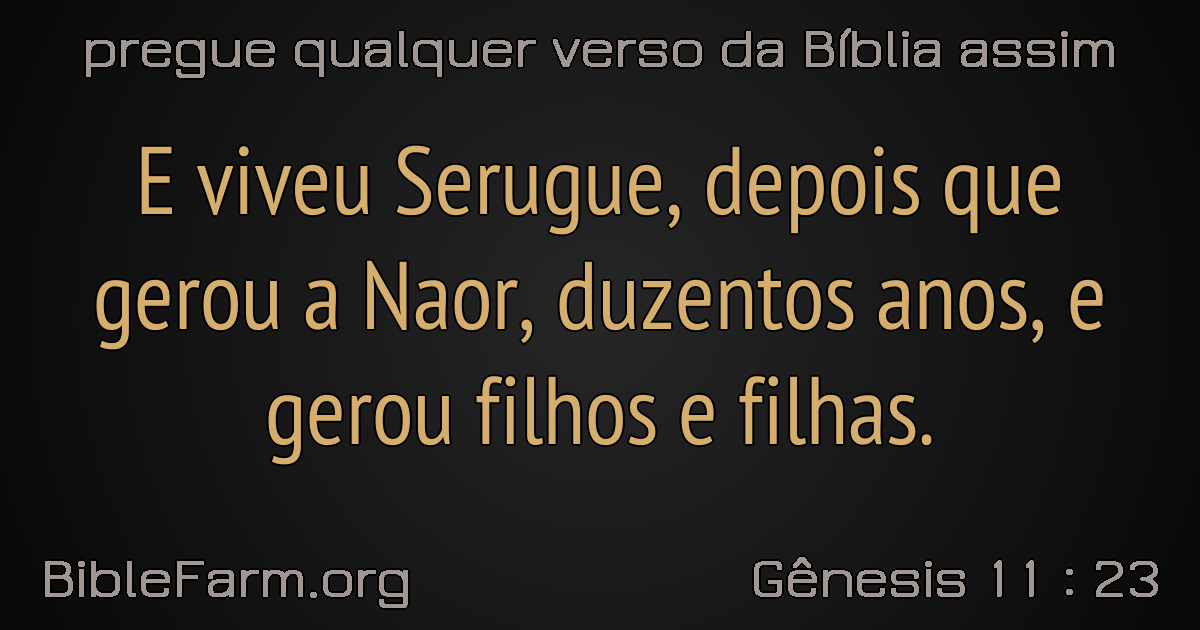 pregue qualquer verso da Bíblia assim
E viveu Serugue, depois que
gerou a Naor, duzentos anos, e
gerou filhos e filhas.
BibleFarm.org
Gênesis 11 : 23